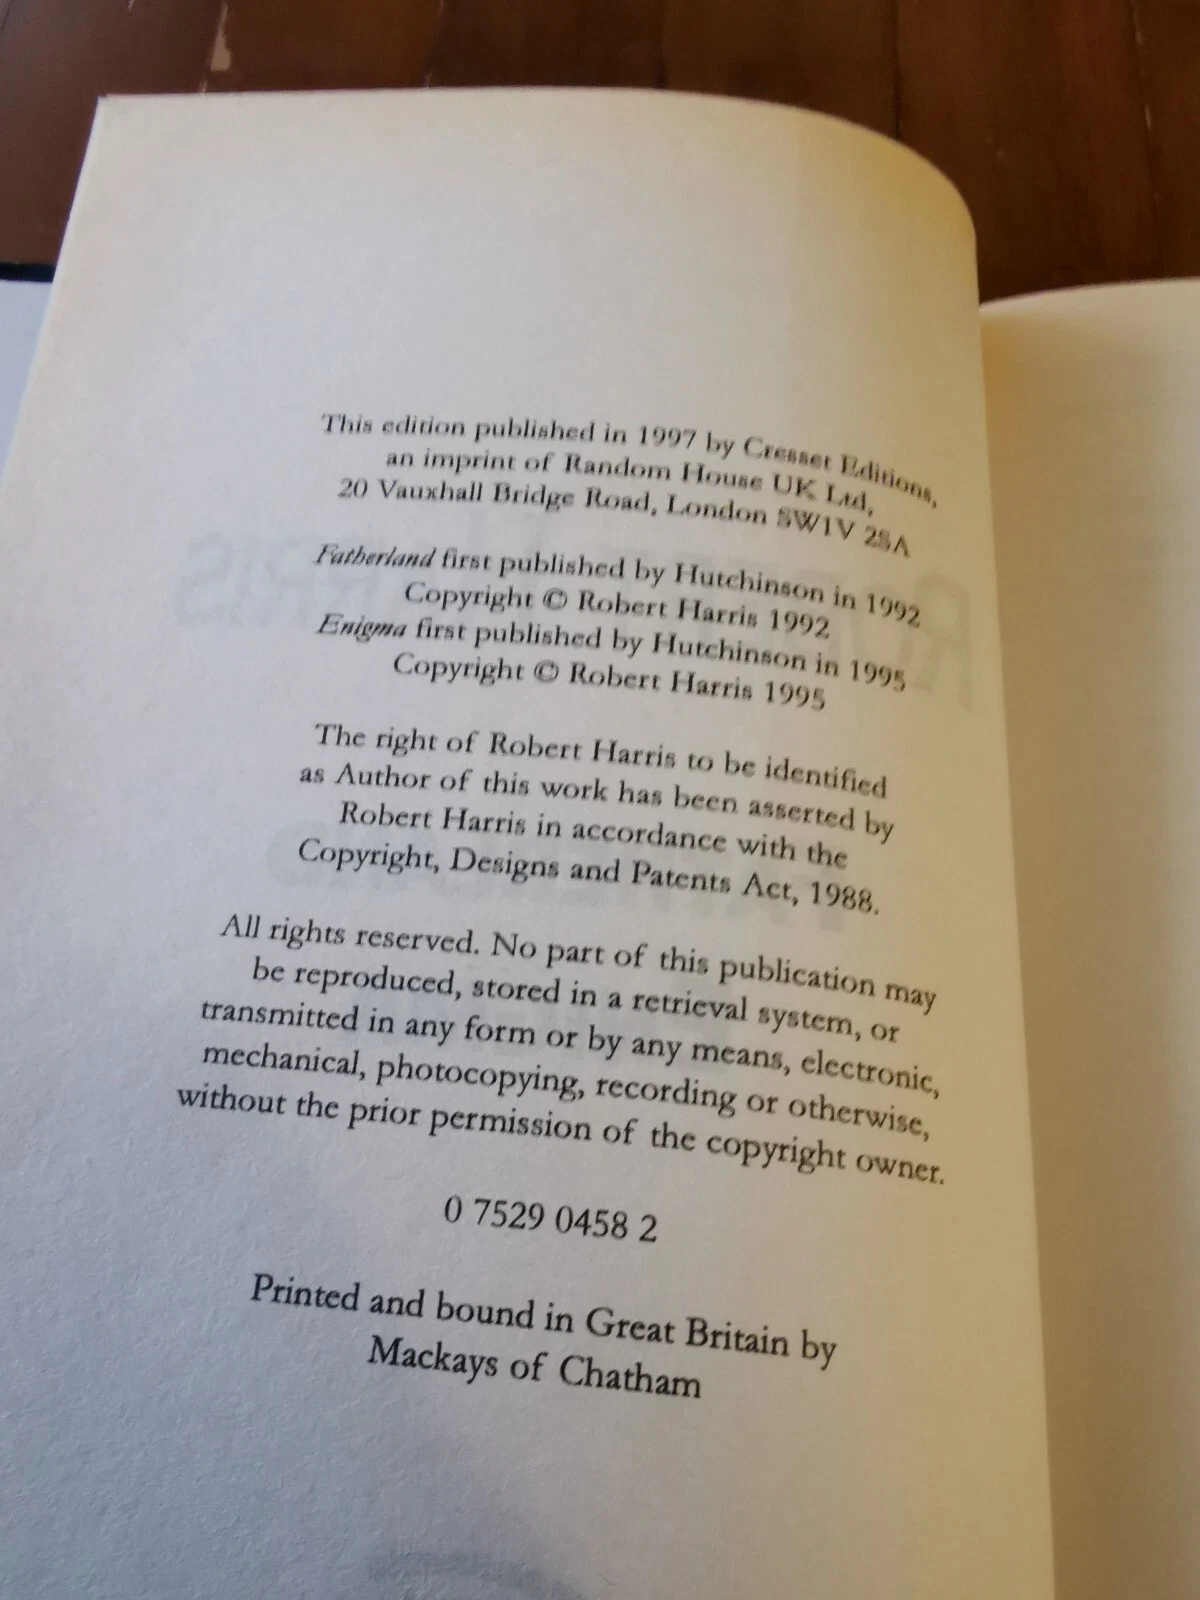 This edition published in 1997 by Cresset Editions,
an imprint of Random House UK Ltd,
20 Vauxhall Bridge Road, London SW1V 2SA
Fatherland first published by Hutchinson in 1992
Copyright © Robert Harris 1992
Enigma first published by Hutchinson in 1995
Copyright © Robert Harris 1995
The right of Robert Harris to be identified
as Author of this work has been asserted by
Robert Harris in accordance with the
Copyright, Designs and Patents Act, 1988.
All rights reserved. No part of this publication may
be reproduced, stored in a retrieval system, or
transmitted in any form or by any means, electronic,
mechanical, photocopying, recording or otherwise,
without the prior permission of the copyright owner.
0 7529 0458 2
Printed and bound in Great Britain by
Mackays of Chatham